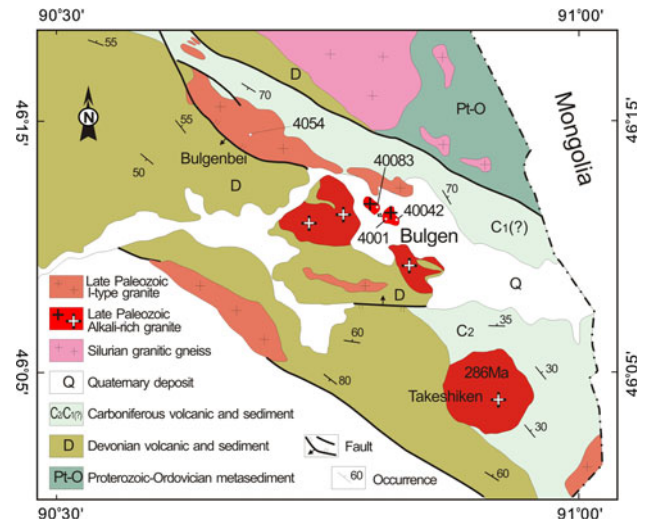 90°30'
91°00'
55
D
Pt-O
Mongolia
46°15'
46°15'
N
70
55
4054
Bulgenbei
50
D
40083
70
40042
4001
Bulgen
C₁(?)
Q
D
C₂
35
60
46°05'
46°05'
286Ma
Takeshiken
30
80
30
60
Late Paleozoic
I-type granite
Late Paleozoic
Alkali-rich granite
Silurian granitic gneiss
Q Quaternary deposit
C₂C₁(?) Carboniferous volcanic and sediment
D Devonian volcanic and sediment
Fault
Pt-O Proterozoic-Ordovician metasediment
60 Occurrence
90°30'
91°00'